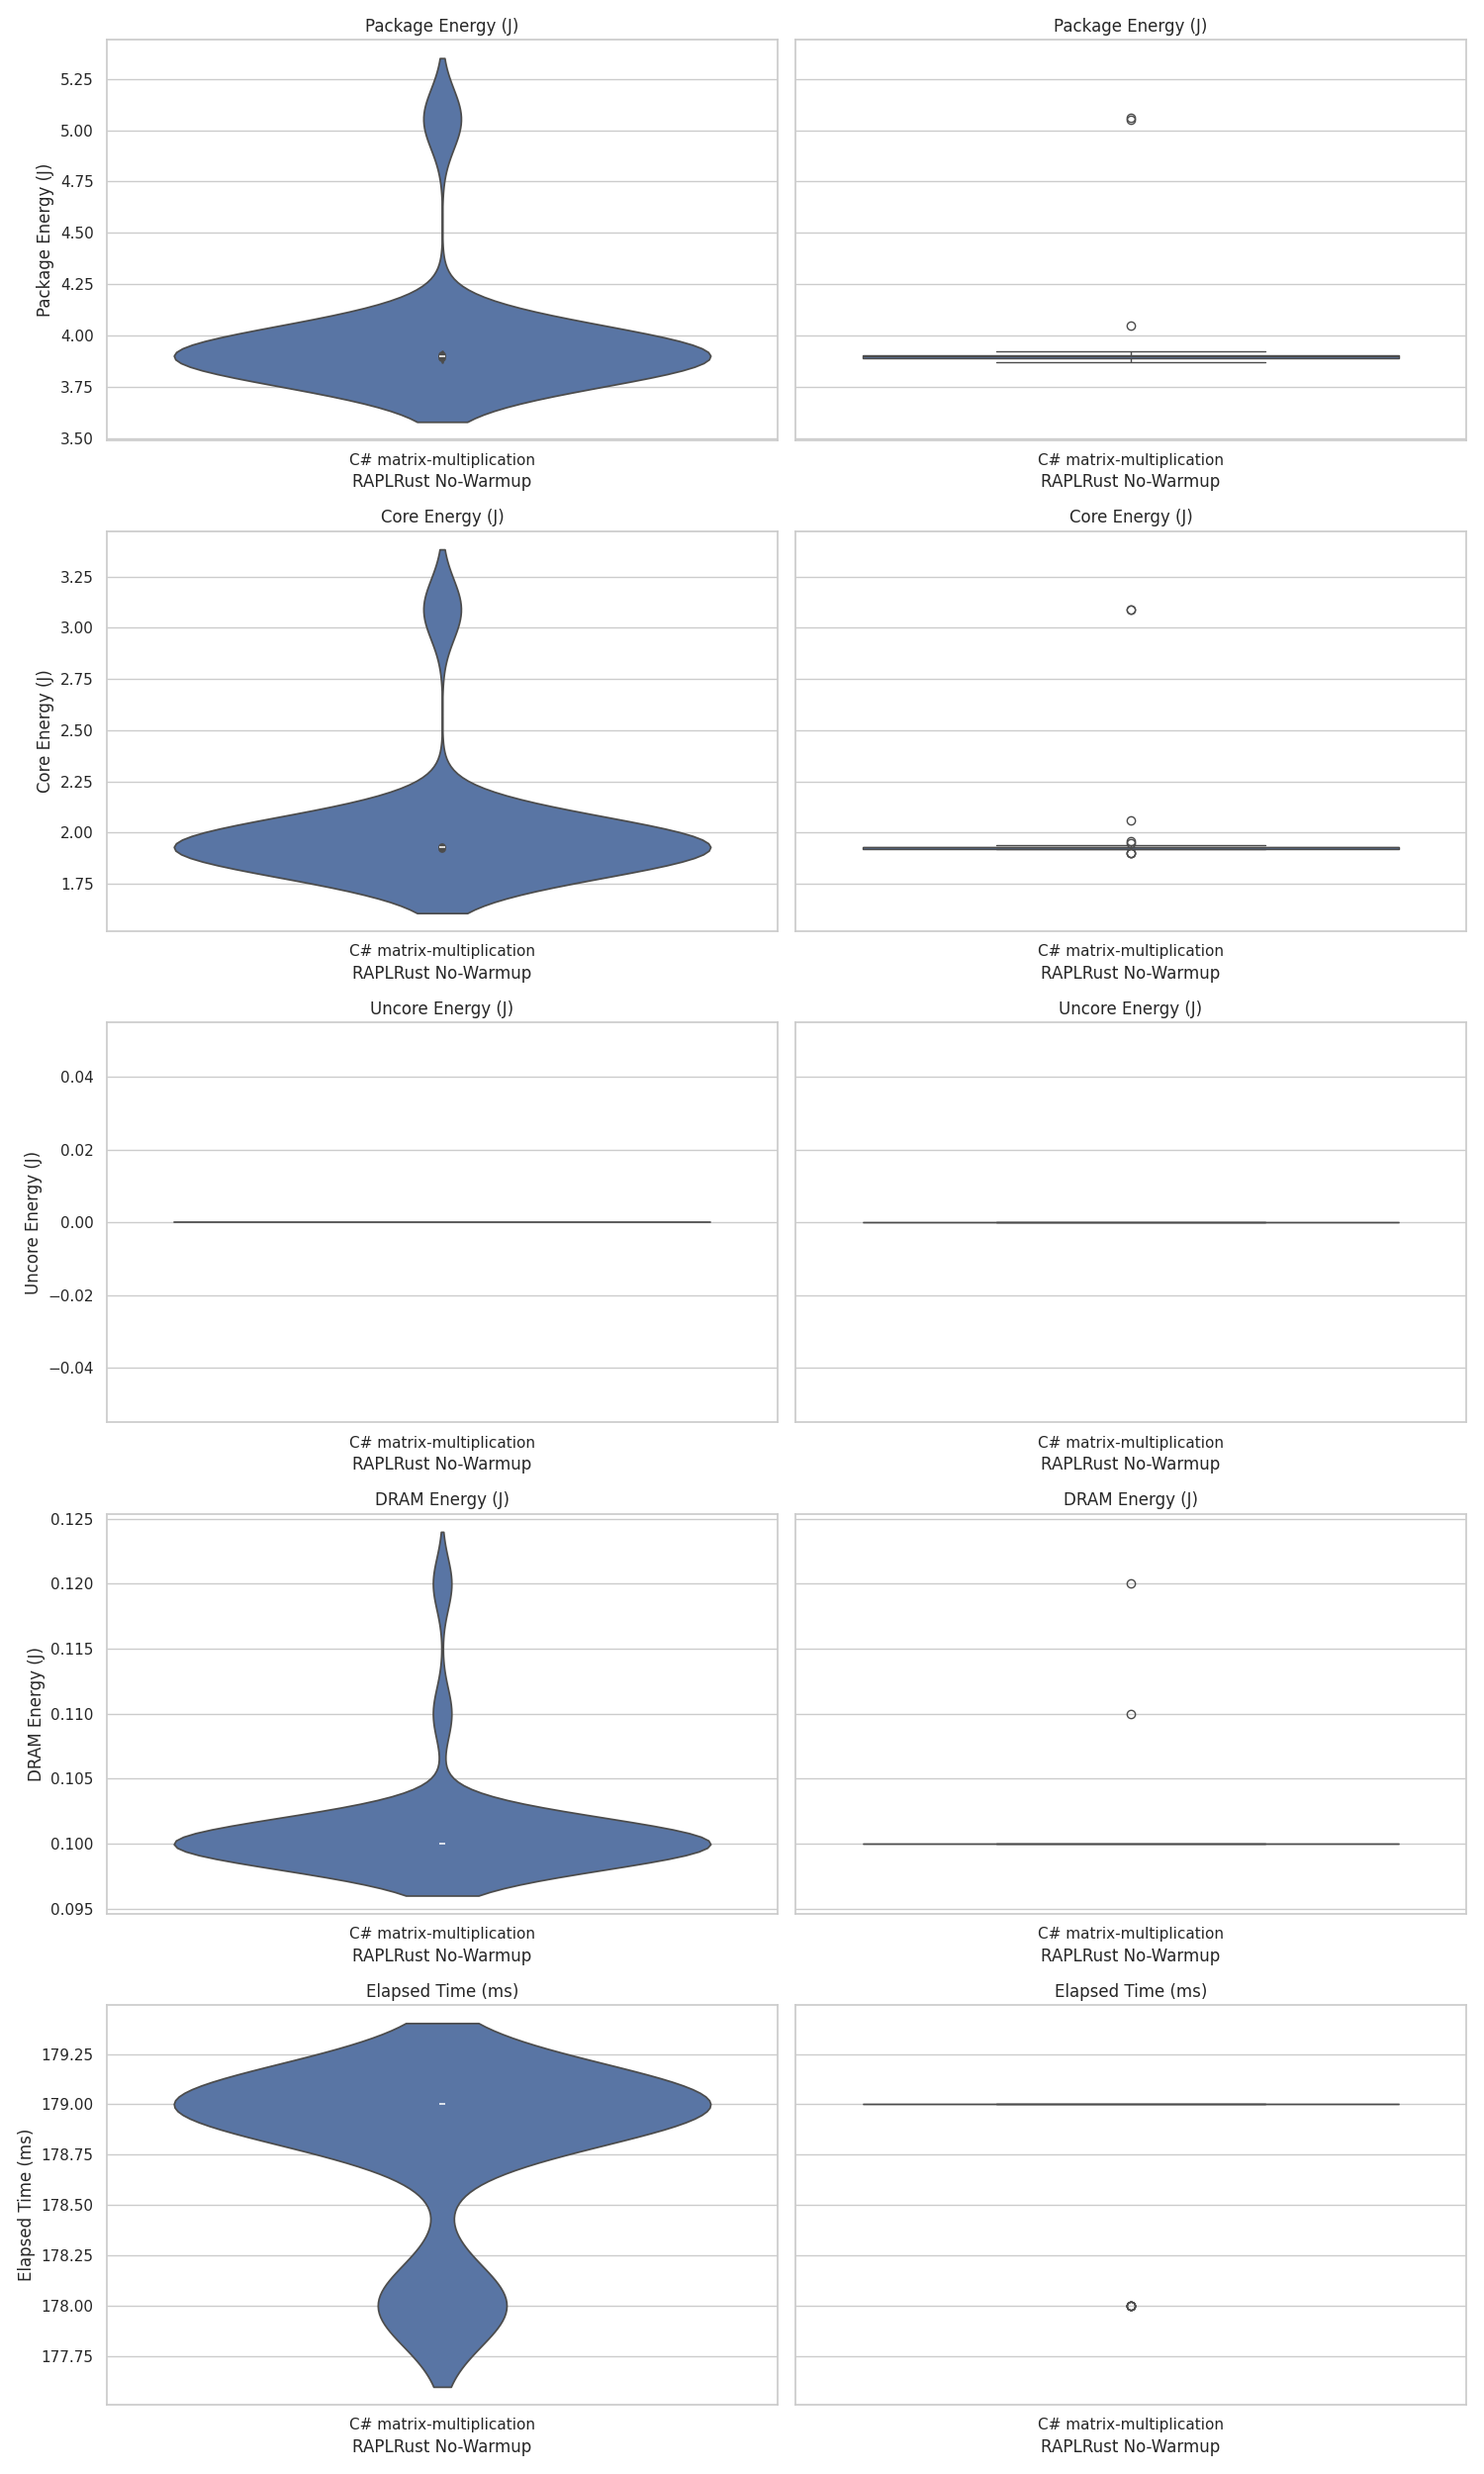 Package Energy (J)
Package Energy (J)
Package Energy (J)
5.25
5.00
4.75
4.50
4.25
4.00
3.75
3.50
C# matrix-multiplication
RAPLRust No-Warmup
C# matrix-multiplication
RAPLRust No-Warmup
Core Energy (J)
Core Energy (J)
Core Energy (J)
3.25
3.00
2.75
2.50
2.25
2.00
1.75
C# matrix-multiplication
RAPLRust No-Warmup
C# matrix-multiplication
RAPLRust No-Warmup
Uncore Energy (J)
Uncore Energy (J)
Uncore Energy (J)
0.04
0.02
0.00
−0.02
−0.04
C# matrix-multiplication
RAPLRust No-Warmup
C# matrix-multiplication
RAPLRust No-Warmup
DRAM Energy (J)
DRAM Energy (J)
DRAM Energy (J)
0.125
0.120
0.115
0.110
0.105
0.100
0.095
C# matrix-multiplication
RAPLRust No-Warmup
C# matrix-multiplication
RAPLRust No-Warmup
Elapsed Time (ms)
Elapsed Time (ms)
Elapsed Time (ms)
179.25
179.00
178.75
178.50
178.25
178.00
177.75
C# matrix-multiplication
RAPLRust No-Warmup
C# matrix-multiplication
RAPLRust No-Warmup